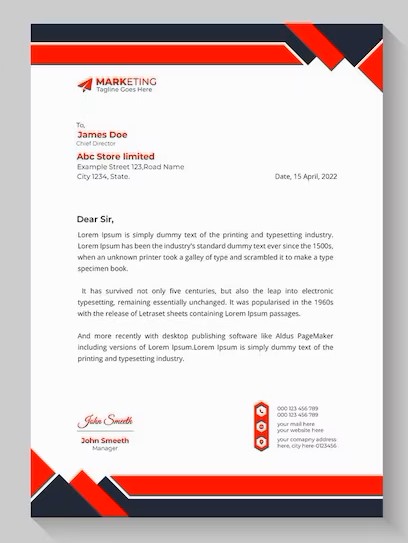 MARKETING
Tagline Goes Here
To,
James Doe
Chief Director
Abc Store limited
Example Street 123,Road Name
City 1234, State.
Date, 15 April, 2022
Dear Sir,
Lorem Ipsum is simply dummy text of the printing and typesetting industry.
Lorem Ipsum has been the industry's standard dummy text ever since the 1500s,
when an unknown printer took a galley of type and scrambled it to make a type
specimen book.
It has survived not only five centuries, but also the leap into electronic
typesetting, remaining essentially unchanged. It was popularised in the 1960s
with the release of Letraset sheets containing Lorem Ipsum passages.
And more recently with desktop publishing software like Aldus PageMaker
including versions of Lorem Ipsum.Lorem Ipsum is simply dummy text of the
printing and typesetting industry.
John Smeeth
John Smeeth
Manager
000 123 456 789
000 123 456 789
your mail here
your website here
your comapny address
here, city here-0123456